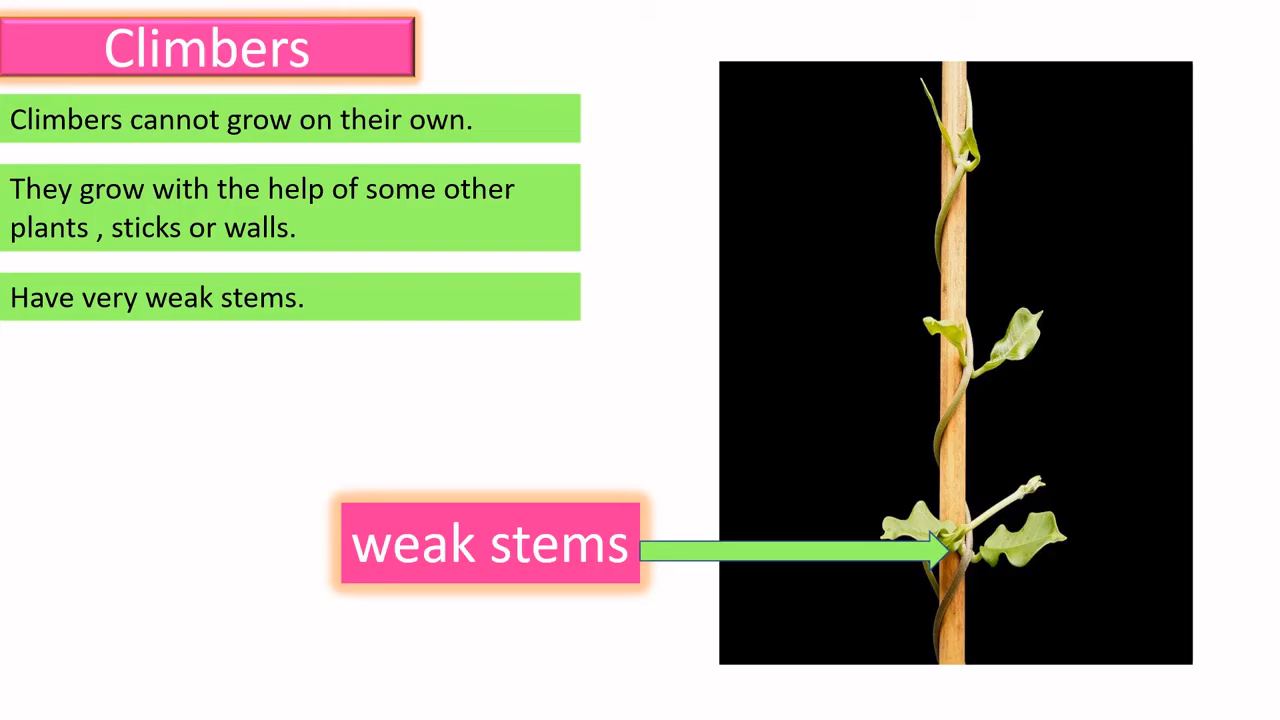 Climbers
Climbers cannot grow on their own.
They grow with the help of some other
plants , sticks or walls.
Have very weak stems.
weak stems